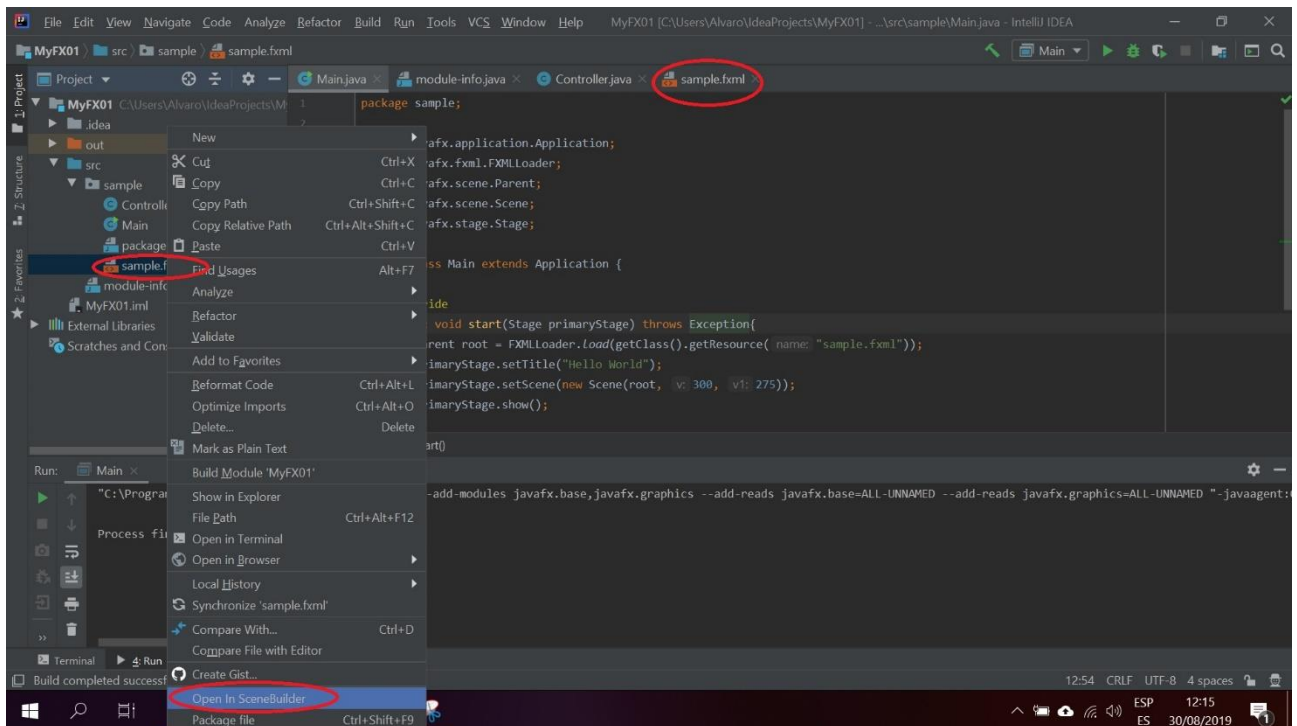 File Edit View Navigate Code Analyze Refactor Build Run Tools VCS Window Help MyFX01 [C:\Users\Alvaro\IdeaProjects\MyFX01] - ...\src\sample\Main.java - IntelliJ IDEA
MyFX01 src sample sample.fxml Main
1: Project
Project Main.java module-info.java Controller.java sample.fxml
MyFX01 C:\Users\Alvaro\IdeaProjects\M 1 package sample;
.idea 2
New
out afx.application.Application;
src Cut Ctrl+X afx.fxml.FXMLLoader;
sample Copy Ctrl+C afx.scene.Parent;
Controlle Copy Path Ctrl+Shift+C afx.scene.Scene;
Main Copy Relative Path Ctrl+Alt+Shift+C afx.stage.Stage;
package Paste Ctrl+V
sample.f Find Usages Alt+F7 ss Main extends Application {
module-info Analyze
MyFX01.iml Refactor ride
External Libraries Validate void start(Stage primaryStage) throws Exception{
Scratches and Con rent root = FXMLLoader.load(getClass().getResource( name: "sample.fxml"));
Add to Favorites imaryStage.setTitle("Hello World");
Reformat Code Ctrl+Alt+L imaryStage.setScene(new Scene(root, v: 300, v1: 275));
Optimize Imports Ctrl+Alt+O imaryStage.show();
Delete... Delete
Mark as Plain Text art()
7: Structure
2: Favorites
Run: Main Build Module 'MyFX01'
"C:\Program Show in Explorer -add-modules javafx.base,javafx.graphics --add-reads javafx.base=ALL-UNNAMED --add-reads javafx.graphics=ALL-UNNAMED "-javaagent:
File Path Ctrl+Alt+F12
Process fi Open in Terminal
Open in Browser
Local History
Synchronize 'sample.fxml'
Compare With... Ctrl+D
Compare File with Editor
Terminal 4: Run Create Gist...
Build completed successf Open In SceneBuilder 12:54 CRLF UTF-8 4 spaces
Package file Ctrl+Shift+F9
ESP 12:15
ES 30/08/2019 1